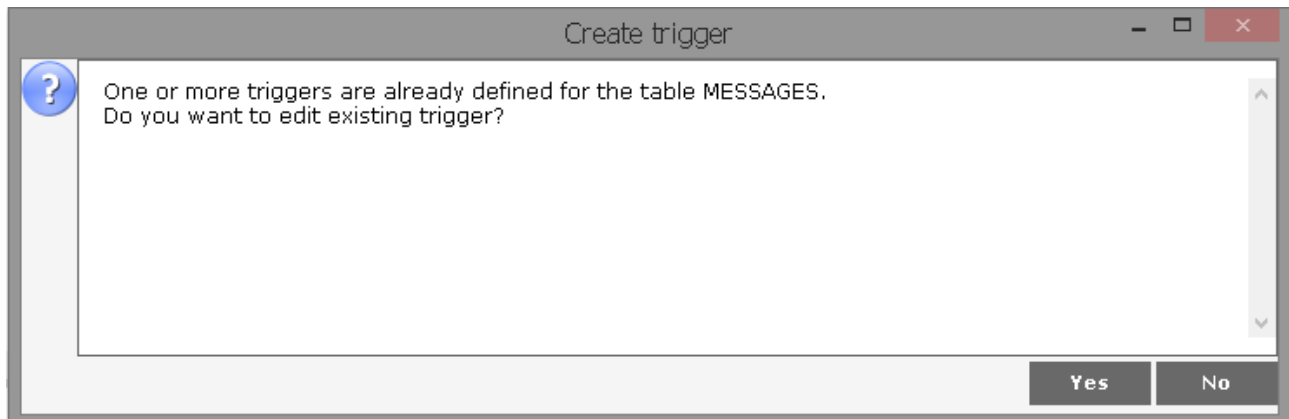 Create trigger
One or more triggers are already defined for the table MESSAGES.
Do you want to edit existing trigger?
Yes No